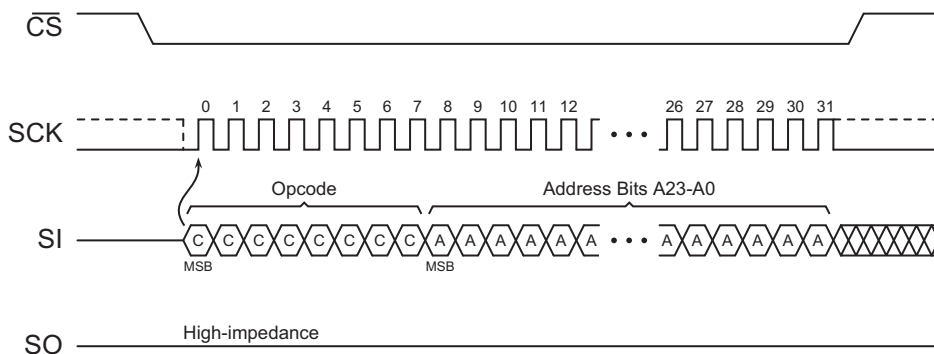 CS
SCK
0 1 2 3 4 5 6 7 8 9 10 11 12 26 27 28 29 30 31
• • •
Opcode
Address Bits A23-A0
SI
C C C C C C C C A A A A A A • • • A A A A A A
MSB
MSB
SO
High-impedance